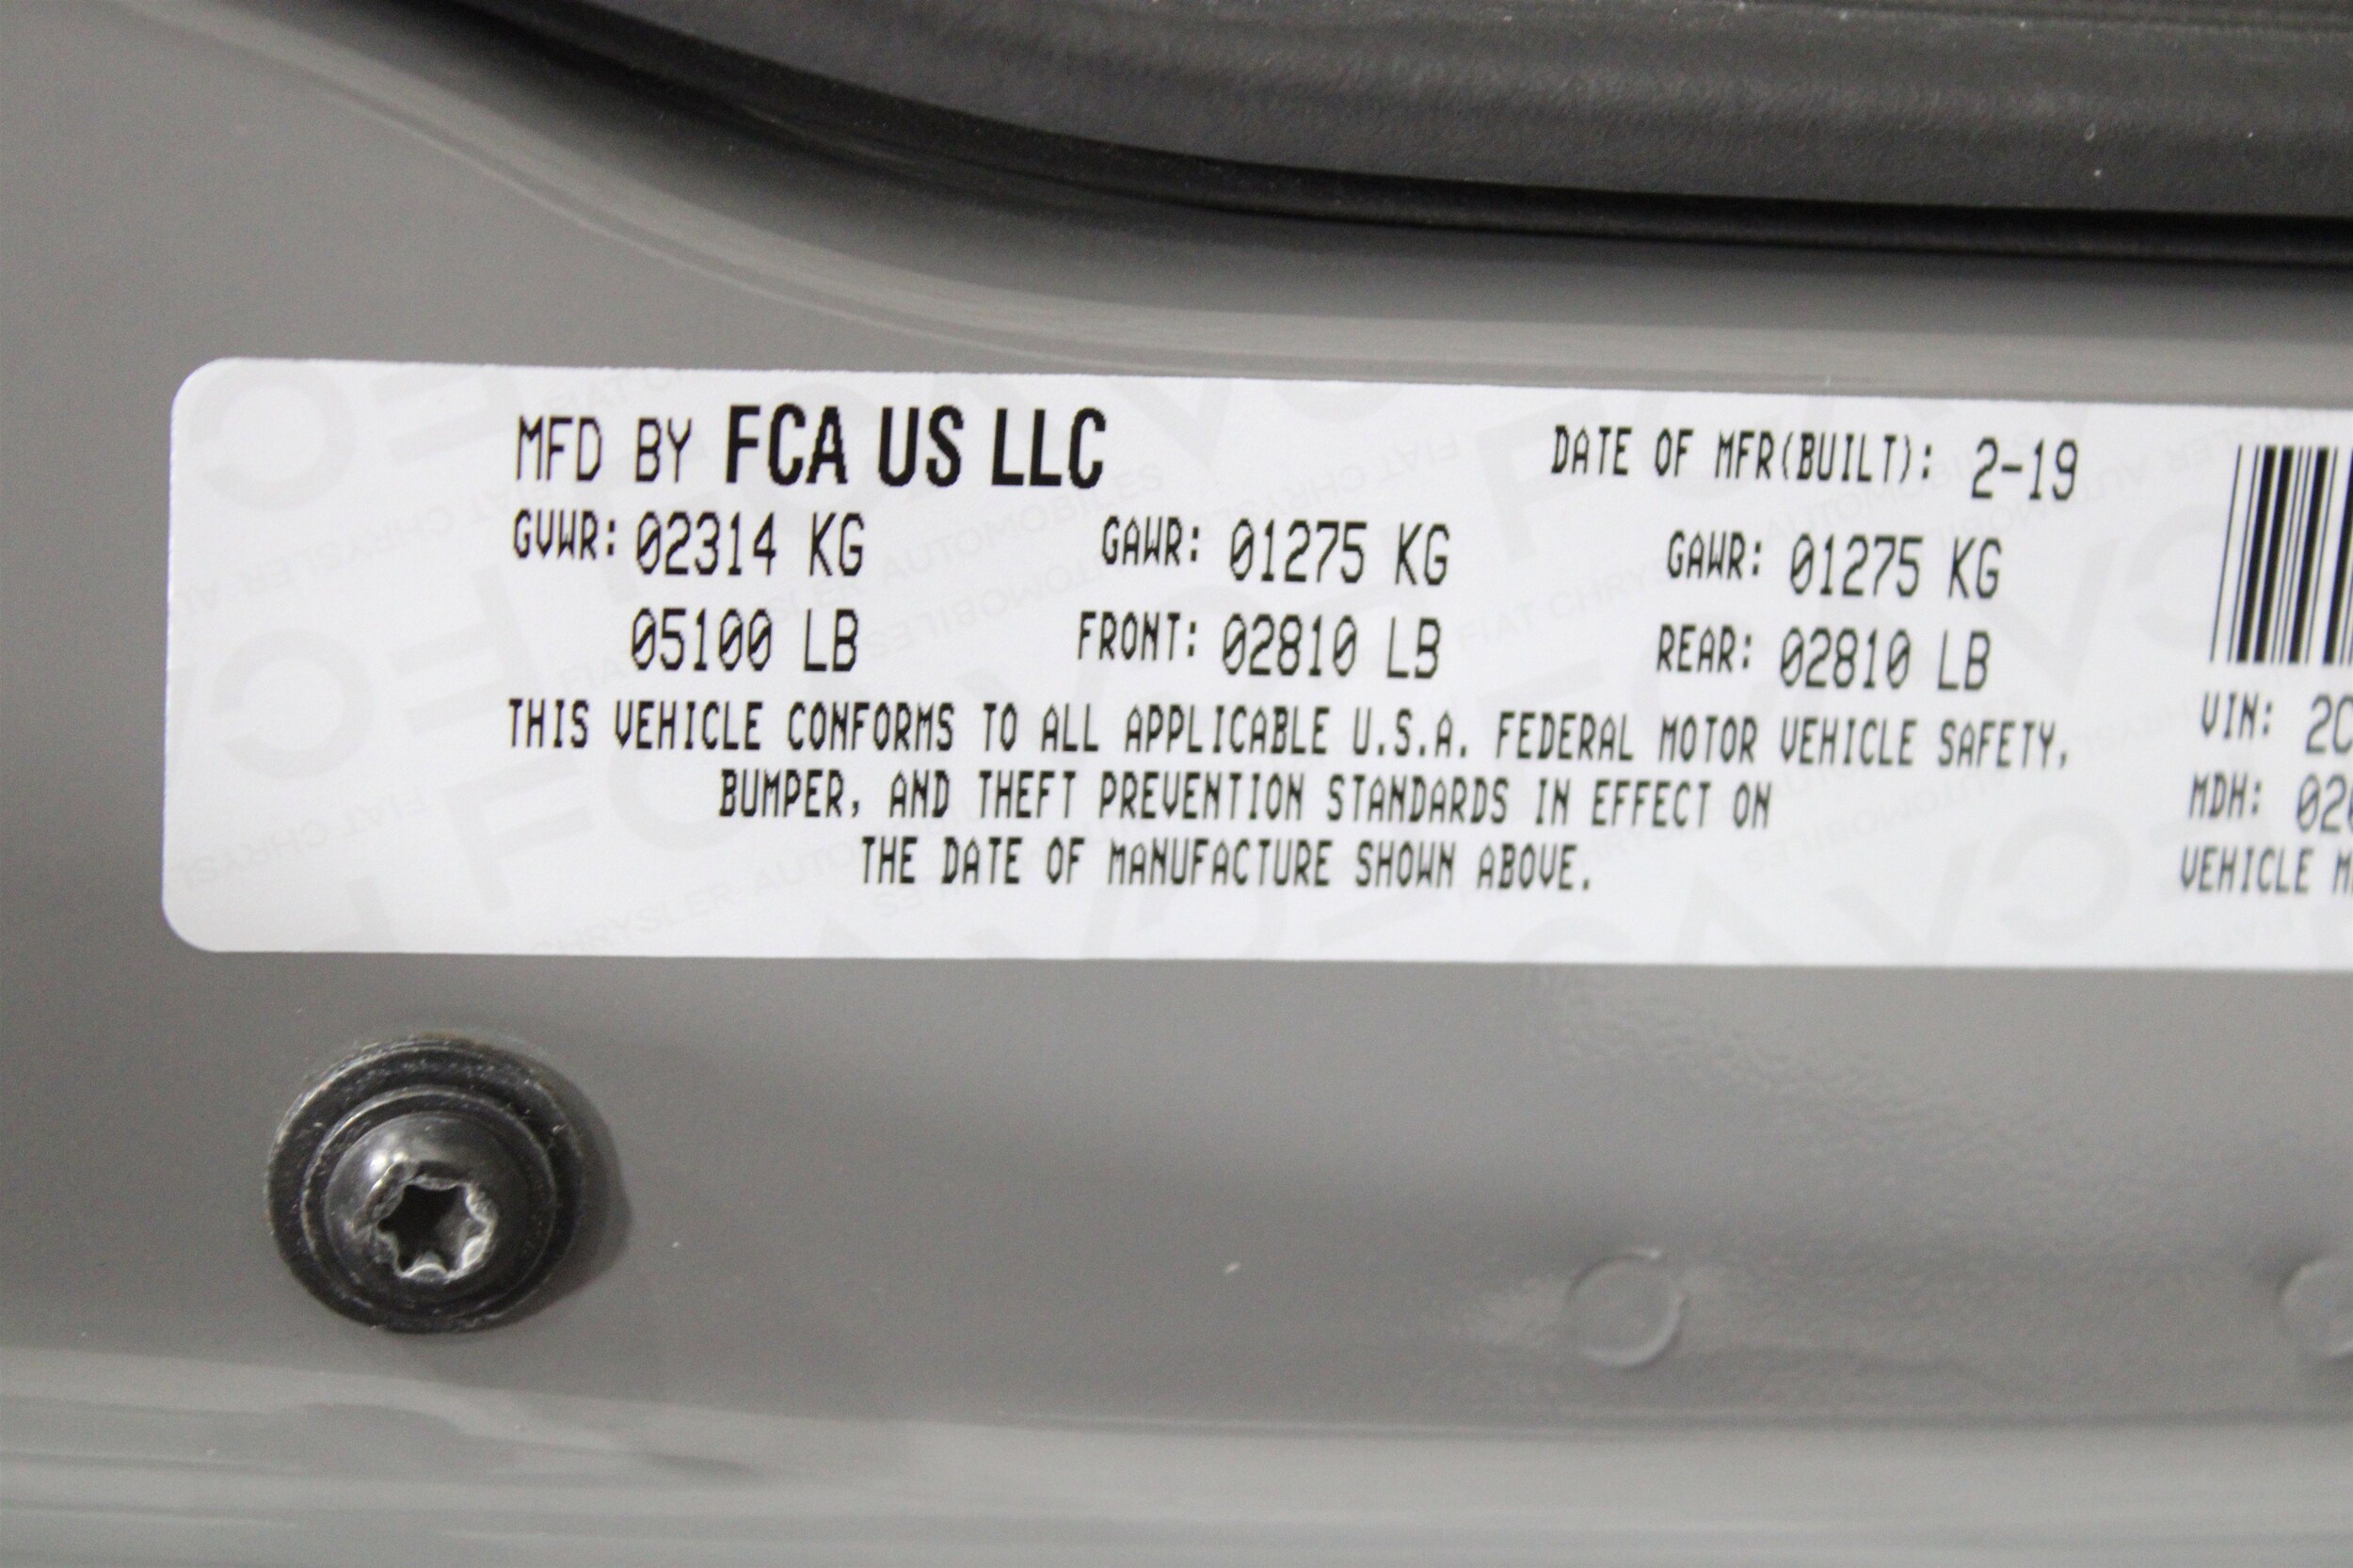 MFD BY FCA US LLC DATE OF MFR(BUILT): 2-19
GVWR: 02314 KG GAWR: 01275 KG GAWR: 01275 KG
05100 LB FRONT: 02810 LB REAR: 02810 LB
THIS VEHICLE CONFORMS TO ALL APPLICABLE U.S.A. FEDERAL MOTOR VEHICLE SAFETY,
BUMPER, AND THEFT PREVENTION STANDARDS IN EFFECT ON
THE DATE OF MANUFACTURE SHOWN ABOVE.
VIN: 2C
MDH: 02
VEHICLE